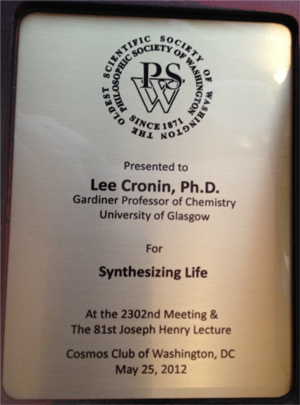 THE OLDEST SCIENTIFIC SOCIETY OF WASHINGTON
PHILOSOPHIC SOCIETY OF WASHINGTON
PSW
SINCE 1871
Presented to
Lee Cronin, Ph.D.
Gardiner Professor of Chemistry
University of Glasgow
For
Synthesizing Life
At the 2302nd Meeting &
The 81st Joseph Henry Lecture
Cosmos Club of Washington, DC
May 25, 2012